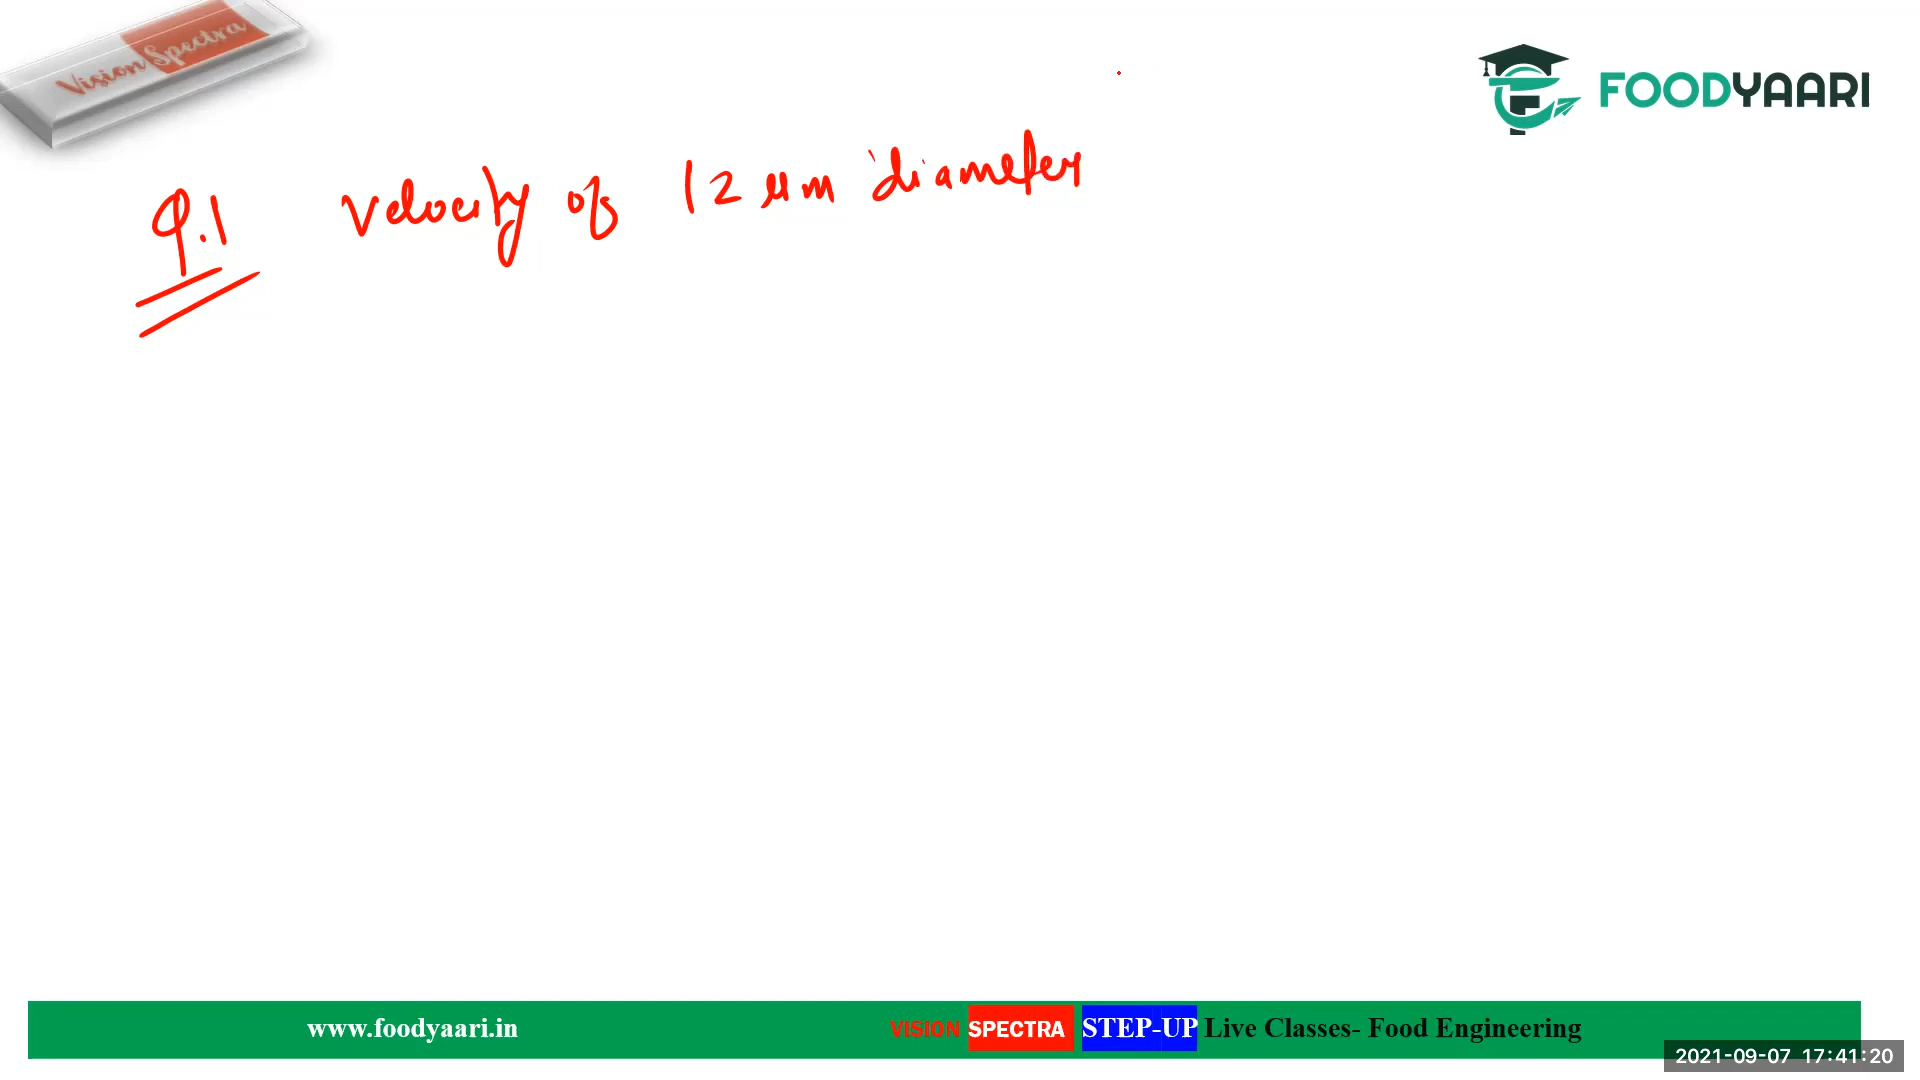 Vision Spectra
FOODYAARI
Q.1 Velocity of 12 μm diameter
www.foodyaari.in
VISION SPECTRA STEP-UP Live Classes- Food Engineering
2021-09-07 17:41:20